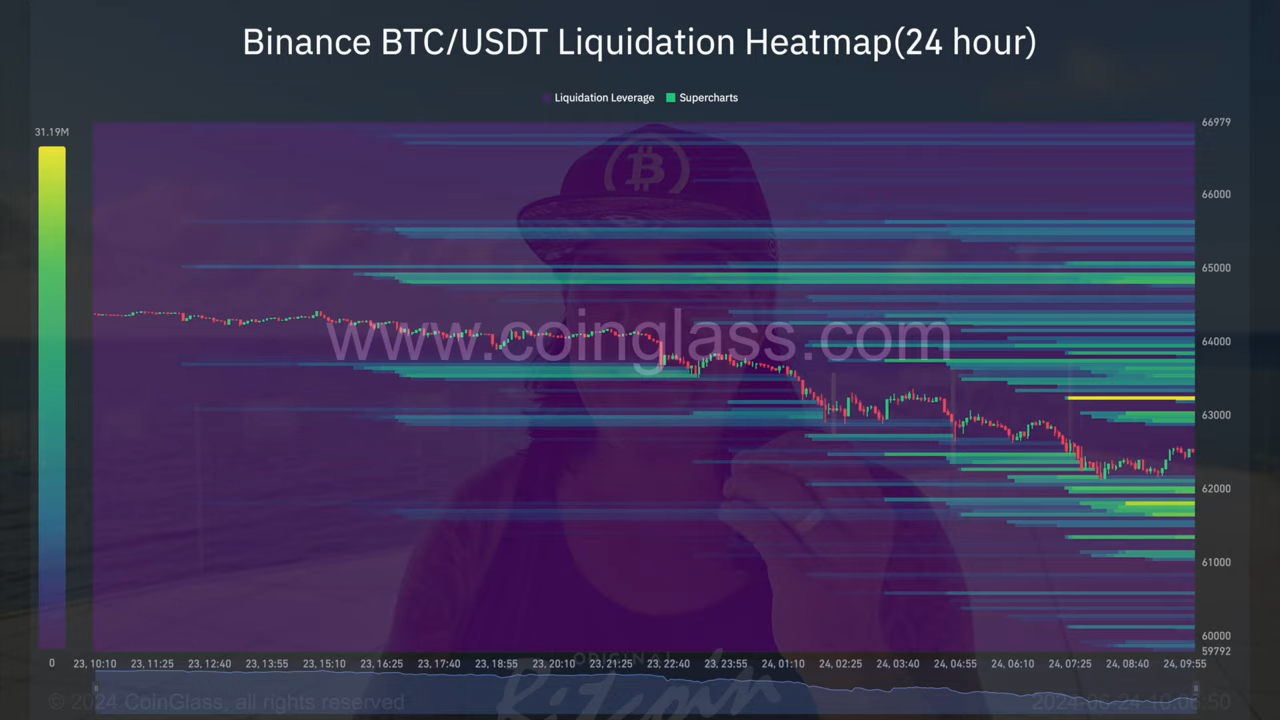 Binance BTC/USDT Liquidation Heatmap(24 hour)
Liquidation Leverage Supercharts
31.19M
66979
66000
65000
www.coinglass.com
64000
63000
62000
61000
60000
59792
0 23, 10:10 23, 11:25 23, 12:40 23, 13:55 23, 15:10 23, 16:25 23, 17:40 23, 18:55 23, 20:10 23, 21:25 23, 22:40 23, 23:55 24, 01:10 24, 02:25 24, 03:40 24, 04:55 24, 06:10 24, 07:25 24, 08:40 24, 09:55
ORIGINAL
Bitcoin
© 2024 CoinGlass, all rights reserved